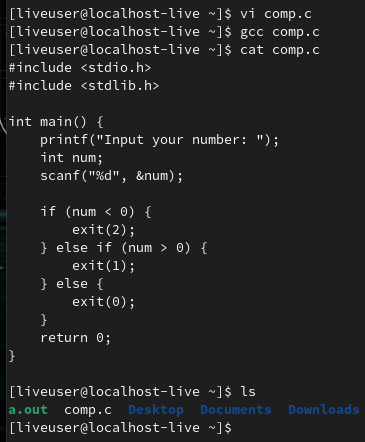 [liveuser@localhost-live ~]$ vi comp.c
[liveuser@localhost-live ~]$ gcc comp.c
[liveuser@localhost-live ~]$ cat comp.c
#include <stdio.h>
#include <stdlib.h>

int main() {
    printf("Input your number: ");
    int num;
    scanf("%d", &num);

    if (num < 0) {
        exit(2);
    } else if (num > 0) {
        exit(1);
    } else {
        exit(0);
    }
    return 0;
}

[liveuser@localhost-live ~]$ ls
a.out  comp.c  Desktop  Documents  Downloads
[liveuser@localhost-live ~]$